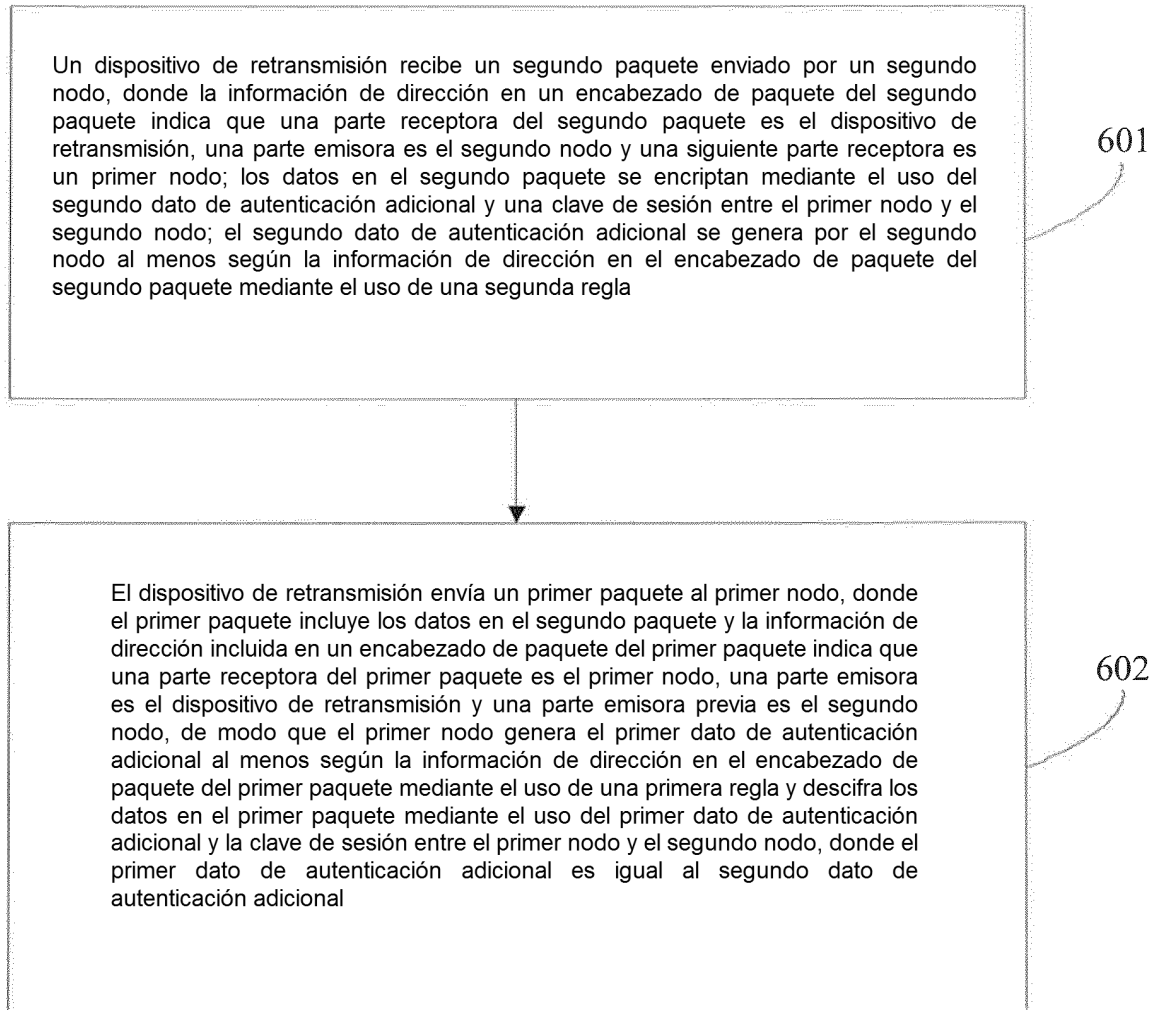 Un dispositivo de retransmisión recibe un segundo paquete enviado por un segundo
nodo, donde la información de dirección en un encabezado de paquete del segundo
paquete indica que una parte receptora del segundo paquete es el dispositivo de
retransmisión, una parte emisora es el segundo nodo y una siguiente parte receptora es
un primer nodo; los datos en el segundo paquete se encriptan mediante el uso del
segundo dato de autenticación adicional y una clave de sesión entre el primer nodo y el
segundo nodo; el segundo dato de autenticación adicional se genera por el segundo
nodo al menos según la información de dirección en el encabezado de paquete del
segundo paquete mediante el uso de una segunda regla
601
El dispositivo de retransmisión envía un primer paquete al primer nodo, donde
el primer paquete incluye los datos en el segundo paquete y la información de
dirección incluida en un encabezado de paquete del primer paquete indica que
una parte receptora del primer paquete es el primer nodo, una parte emisora
es el dispositivo de retransmisión y una parte emisora previa es el segundo
nodo, de modo que el primer nodo genera el primer dato de autenticación
adicional al menos según la información de dirección en el encabezado de
paquete del primer paquete mediante el uso de una primera regla y descifra los
datos en el primer paquete mediante el uso del primer dato de autenticación
adicional y la clave de sesión entre el primer nodo y el segundo nodo, donde el
primer dato de autenticación adicional es igual al segundo dato de
autenticación adicional
602